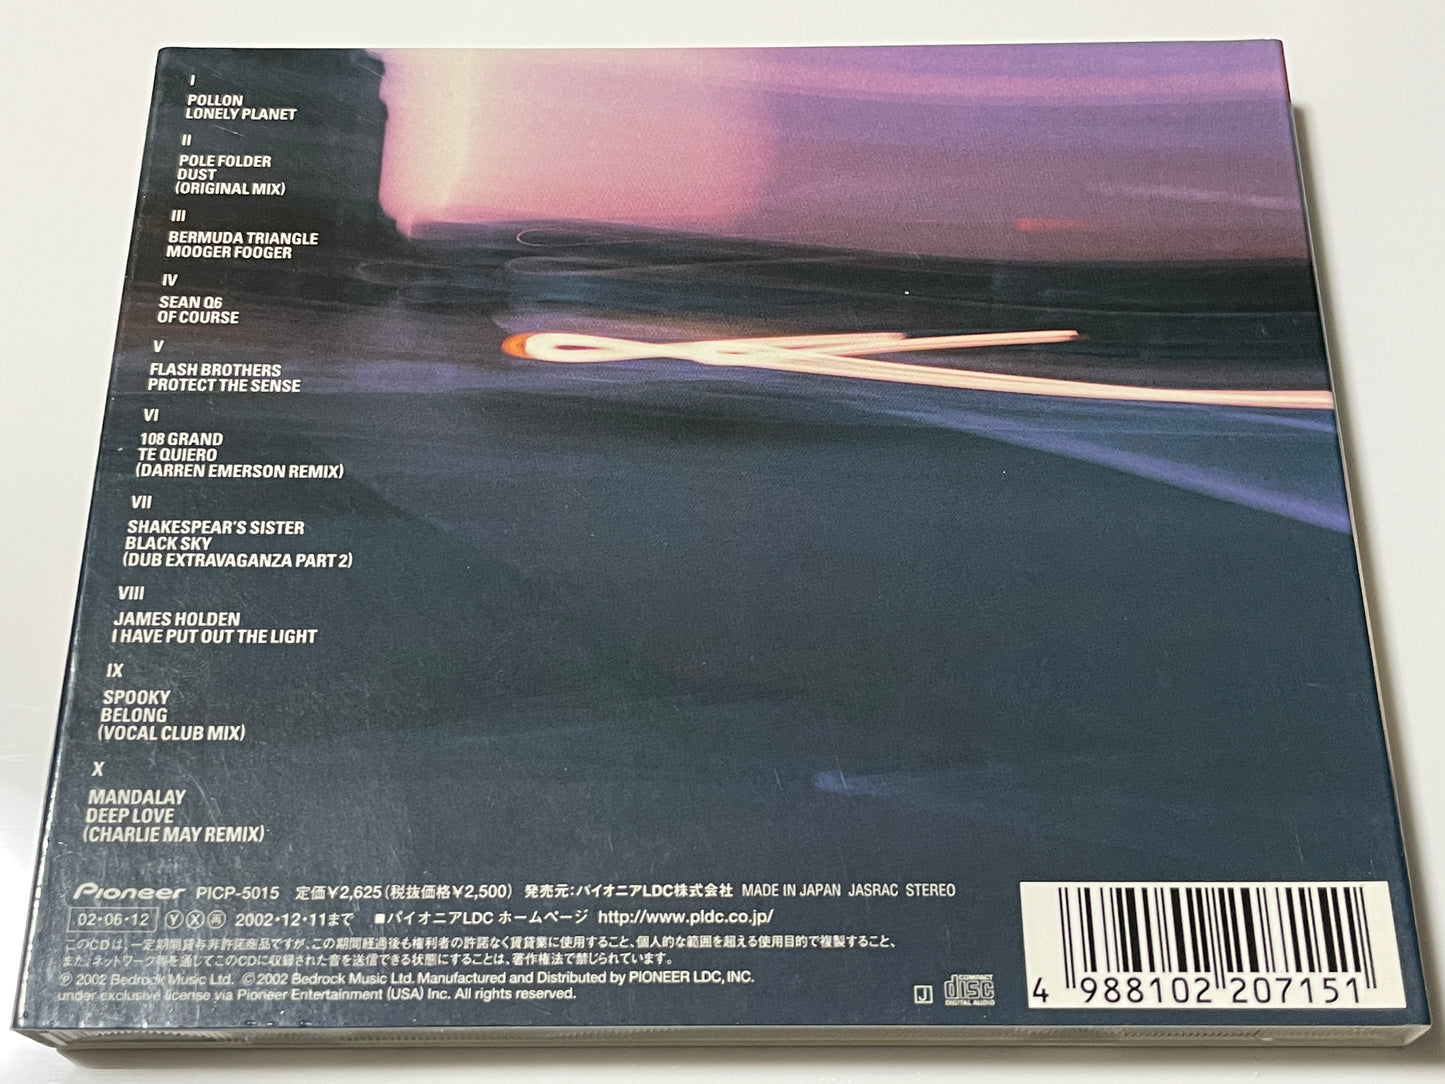 I
POLLON
LONELY PLANET
II
POLE FOLDER
DUST
(ORIGINAL MIX)
III
BERMUDA TRIANGLE
MOOGER FOOGER
IV
SEAN Q6
OF COURSE
V
FLASH BROTHERS
PROTECT THE SENSE
VI
108 GRAND
TE QUIERO
(DARREN EMERSON REMIX)
VII
SHAKESPEAR'S SISTER
BLACK SKY
(DUB EXTRAVAGANZA PART 2)
VIII
JAMES HOLDEN
I HAVE PUT OUT THE LIGHT
IX
SPOOKY
BELONG
(VOCAL CLUB MIX)
X
MANDALAY
DEEP LOVE
(CHARLIE MAY REMIX)
Pioneer PICP-5015 定価¥2,625(税抜価格¥2,500) 発売元:パイオニアLDC株式会社 MADE IN JAPAN JASRAC STEREO
02・06・12 Ⓨ Ⓧ 再 2002・12・11まで ■パイオニアLDC ホームページ http://www.pldc.co.jp/
このCDは、一定期間貸与非許諾商品ですが、この期間経過後も権利者の許諾なく賃貸業に使用すること、個人的な範囲を超える使用目的で複製すること、
また、ネットワーク等を通じてこのCDに収録された音を送信できる状態にすることは、著作権法で禁じられています。
℗ 2002 Bedrock Music Ltd. © 2002 Bedrock Music Ltd. Manufactured and Distributed by PIONEER LDC, INC.
under exclusive license via Pioneer Entertainment (USA) Inc. All rights reserved.
J
COMPACT
disc
DIGITAL AUDIO
4 988102 207151